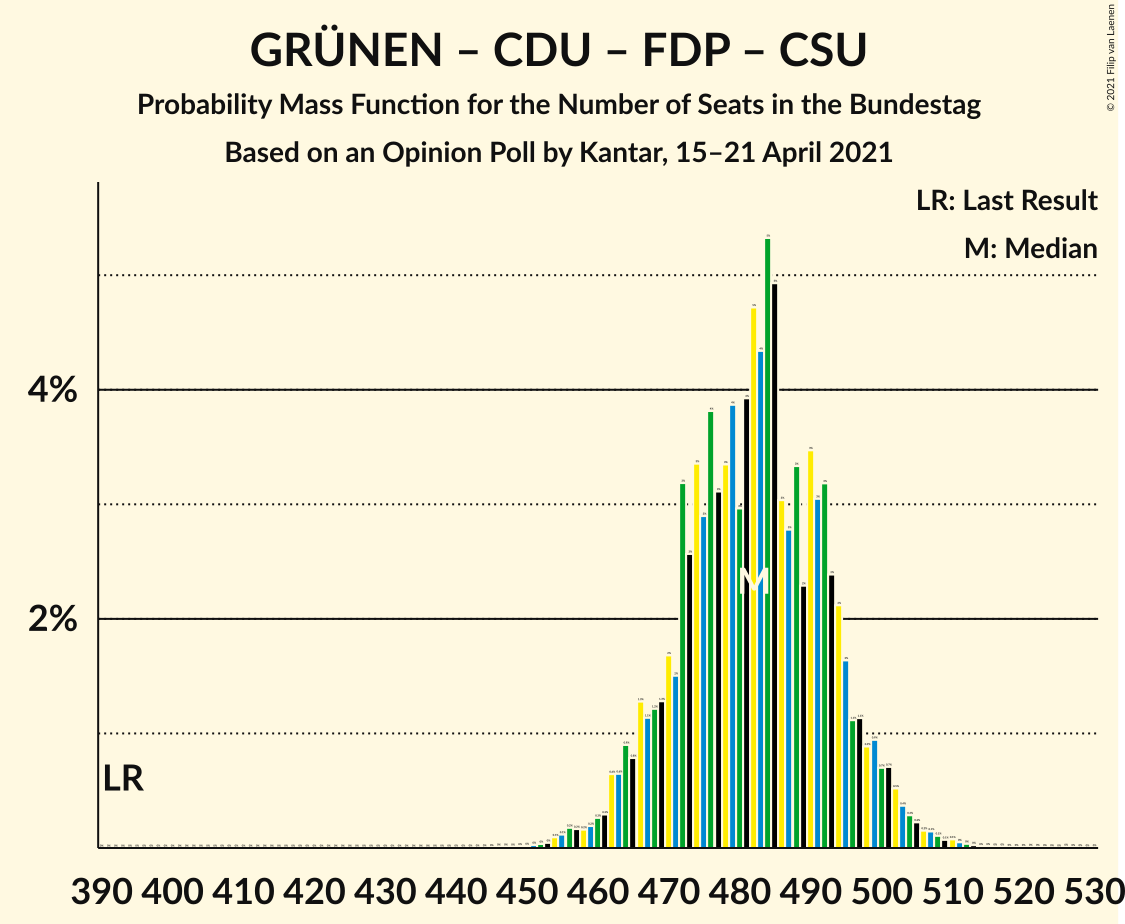 GRÜNEN – CDU – FDP – CSU
Probability Mass Function for the Number of Seats in the Bundestag
Based on an Opinion Poll by Kantar, 15–21 April 2021
© 2021 Filip van Laenen
LR: Last Result
M: Median
4%
2%
M
LR
390 400 410 420 430 440 450 460 470 480 490 500 510 520 530